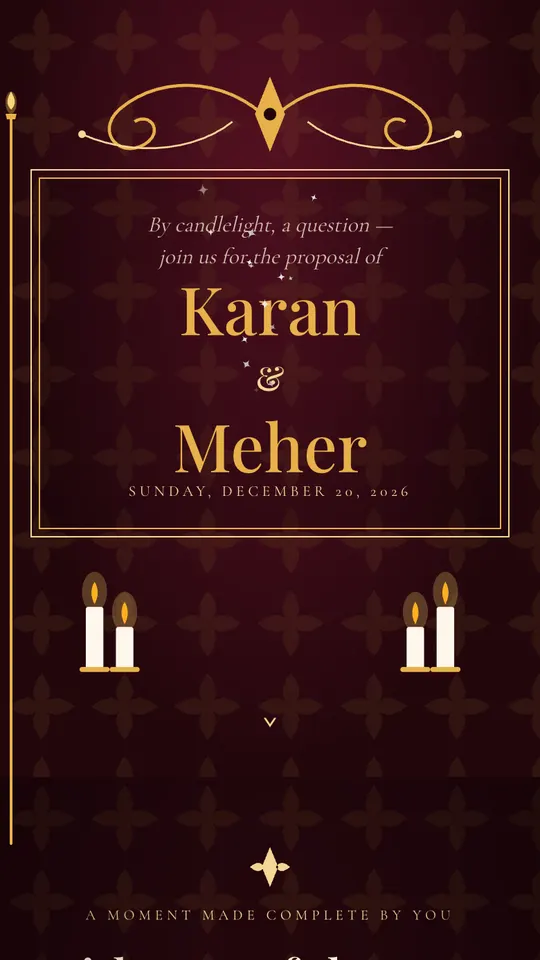 By candlelight, a question —
join us for the proposal of
Karan
&
Meher
SUNDAY, DECEMBER 20, 2026
A MOMENT MADE COMPLETE BY YOU